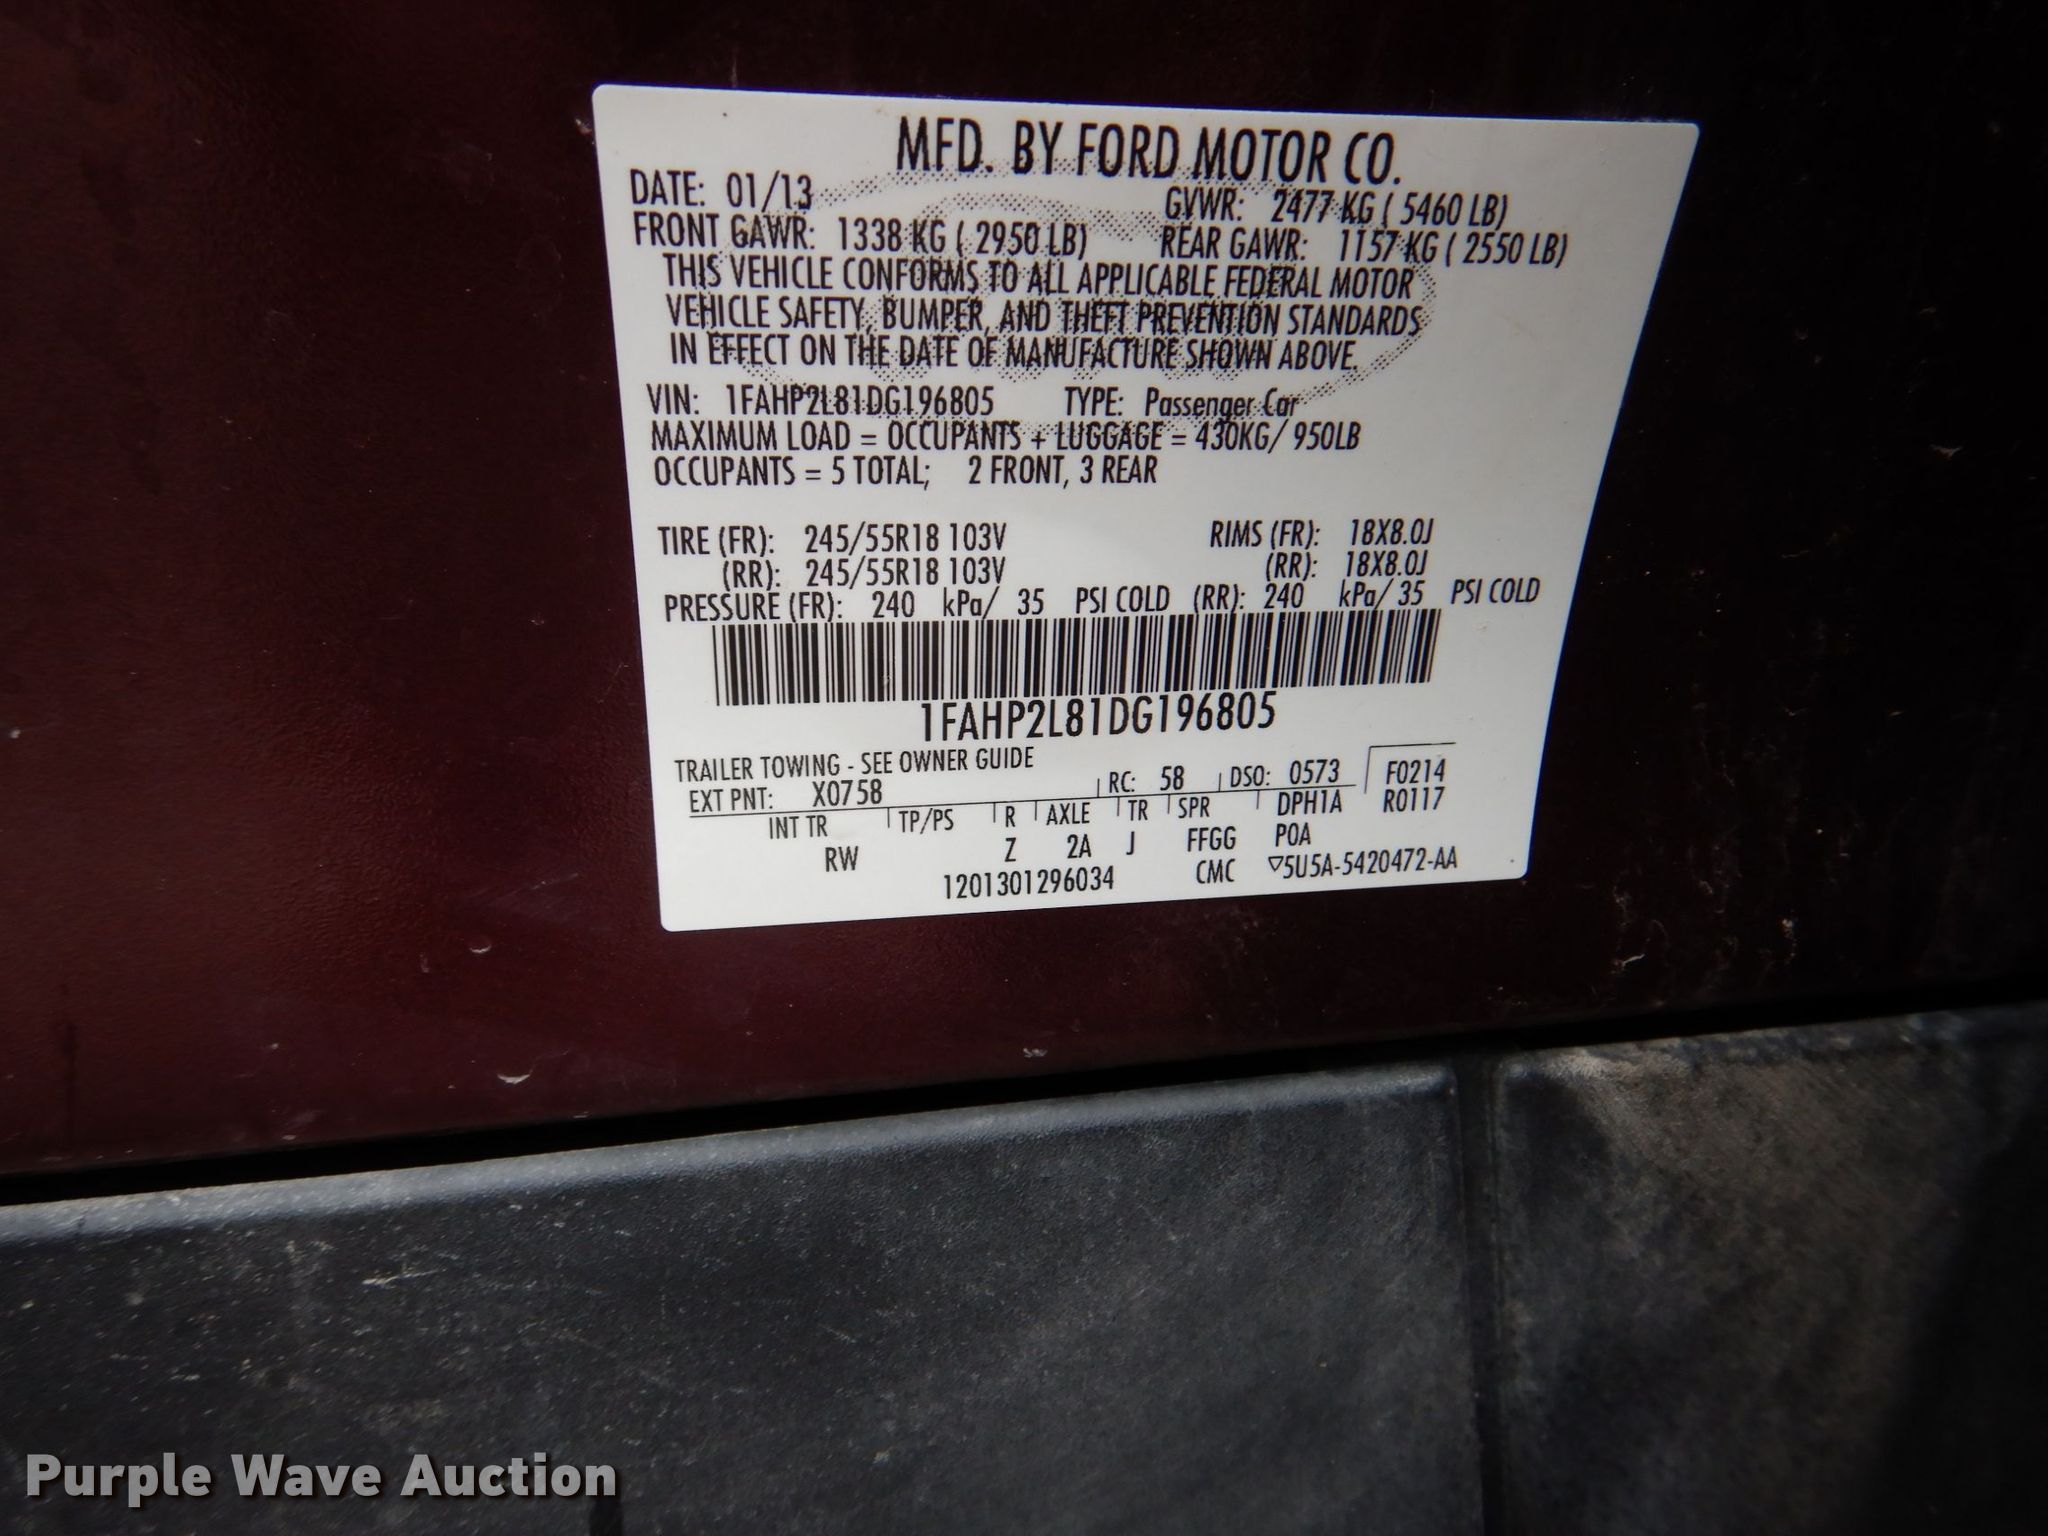 MFD. BY FORD MOTOR CO.
DATE: 01/13 GVWR: 2477 KG ( 5460 LB)
FRONT GAWR: 1338 KG ( 2950 LB) REAR GAWR: 1157 KG ( 2550 LB)
THIS VEHICLE CONFORMS TO ALL APPLICABLE FEDERAL MOTOR
VEHICLE SAFETY, BUMPER, AND THEFT PREVENTION STANDARDS
IN EFFECT ON THE DATE OF MANUFACTURE SHOWN ABOVE.
VIN: 1FAHP2L81DG196805 TYPE: Passenger Car
MAXIMUM LOAD = OCCUPANTS + LUGGAGE = 430KG/ 950LB
OCCUPANTS = 5 TOTAL; 2 FRONT, 3 REAR
TIRE (FR): 245/55R18 103V RIMS (FR): 18X8.0J
(RR): 245/55R18 103V (RR): 18X8.0J
PRESSURE (FR): 240 kPa/ 35 PSI COLD (RR): 240 kPa/ 35 PSI COLD
1FAHP2L81DG196805
TRAILER TOWING - SEE OWNER GUIDE
EXT PNT: X0758 RC: 58 DSO: 0573 F0214
INT TR TP/PS R AXLE TR SPR DPH1A R0117
RW Z 2A J FFGG POA
1201301296034 CMC ▽5U5A-5420472-AA
Purple Wave Auction